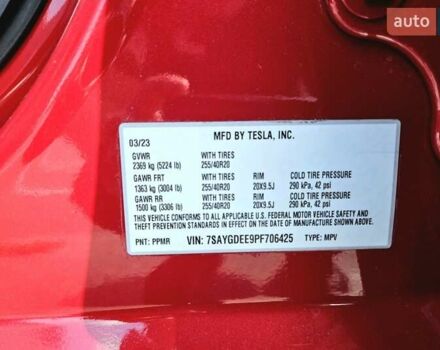 auto
MFD BY TESLA, INC.
03/23
GVWR WITH TIRES
2369 kg (5224 lb) 255/40R20
GAWR FRT WITH TIRES RIM COLD TIRE PRESSURE
1363 kg (3004 lb) 255/40R20 20X9.5J 290 kPa, 42 psi
GAWR RR WITH TIRES RIM COLD TIRE PRESSURE
1500 kg (3306 lb) 255/40R20 20X9.5J 290 kPa, 42 psi
THIS VEHICLE CONFORMS TO ALL APPLICABLE U.S. FEDERAL MOTOR VEHICLE SAFETY AND
THEFT PREVENTION STANDARDS IN EFFECT ON THE DATE OF MANUFACTURE SHOWN ABOVE.
PNT: PPMR VIN: 7SAYGDEE9PF706425 TYPE: MPV